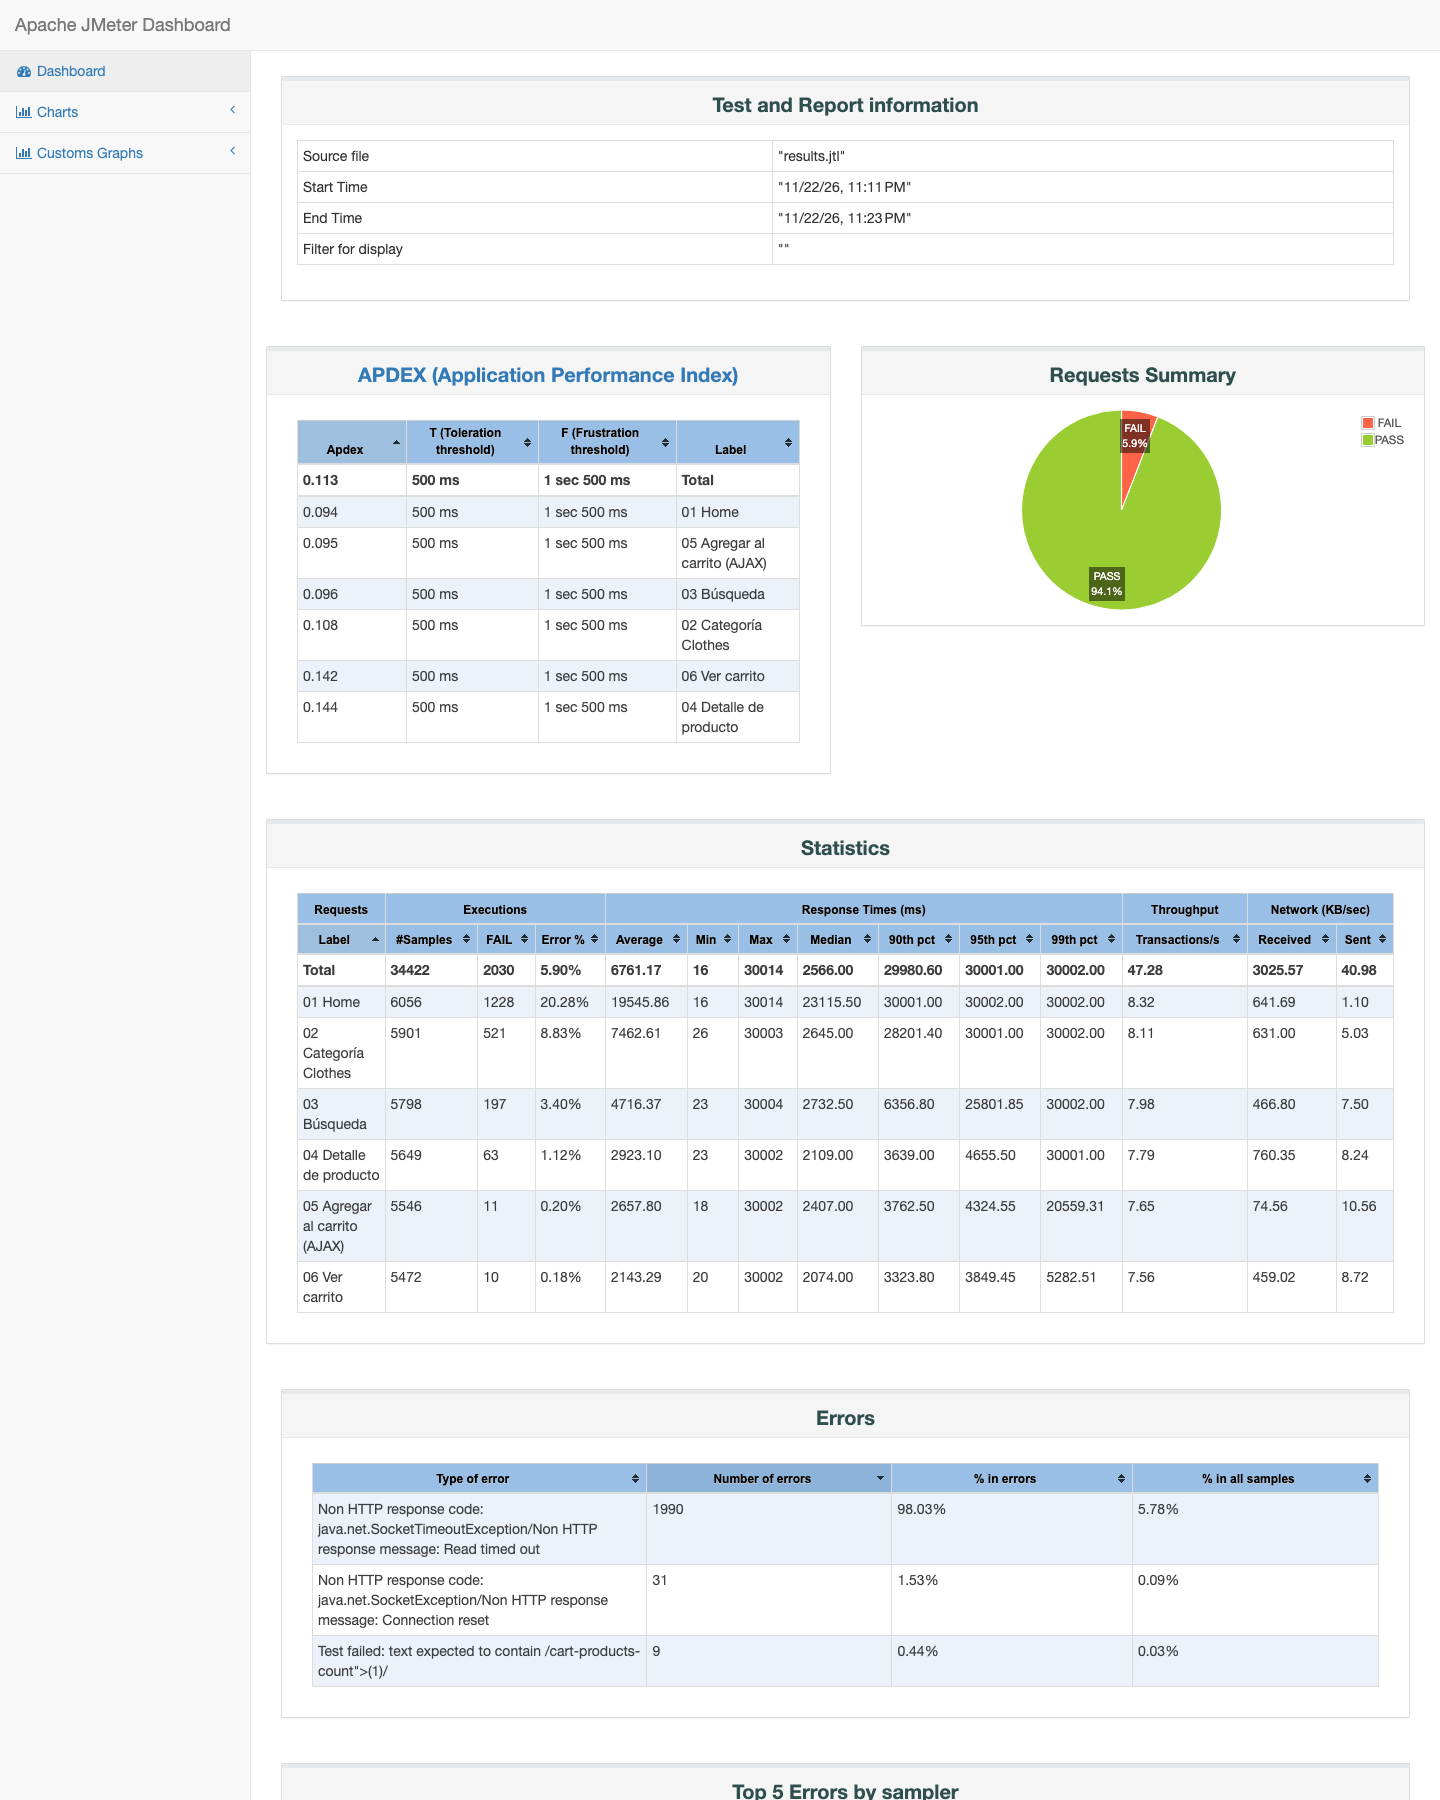 Apache JMeter Dashboard
Dashboard
Charts
Customs Graphs
Test and Report information
Source file "results.jtl"
Start Time "11/22/26, 11:11 PM"
End Time "11/22/26, 11:23 PM"
Filter for display ""
APDEX (Application Performance Index)
Apdex T (Toleration threshold) F (Frustration threshold) Label
0.113 500 ms 1 sec 500 ms Total
0.094 500 ms 1 sec 500 ms 01 Home
0.095 500 ms 1 sec 500 ms 05 Agregar al
carrito (AJAX)
0.096 500 ms 1 sec 500 ms 03 Búsqueda
0.108 500 ms 1 sec 500 ms 02 Categoría
Clothes
0.142 500 ms 1 sec 500 ms 06 Ver carrito
0.144 500 ms 1 sec 500 ms 04 Detalle de
producto
Requests Summary
FAIL
5.9%
PASS
94.1%
FAIL
PASS
Statistics
Requests Executions Response Times (ms) Throughput Network (KB/sec)
Label #Samples FAIL Error % Average Min Max Median 90th pct 95th pct 99th pct Transactions/s Received Sent
Total 34422 2030 5.90% 6761.17 16 30014 2566.00 29980.60 30001.00 30002.00 47.28 3025.57 40.98
01 Home 6056 1228 20.28% 19545.86 16 30014 23115.50 30001.00 30002.00 30002.00 8.32 641.69 1.10
02 5901 521 8.83% 7462.61 26 30003 2645.00 28201.40 30001.00 30002.00 8.11 631.00 5.03
Categoría
Clothes
03 5798 197 3.40% 4716.37 23 30004 2732.50 6356.80 25801.85 30002.00 7.98 466.80 7.50
Búsqueda
04 Detalle 5649 63 1.12% 2923.10 23 30002 2109.00 3639.00 4655.50 30001.00 7.79 760.35 8.24
de producto
05 Agregar 5546 11 0.20% 2657.80 18 30002 2407.00 3762.50 4324.55 20559.31 7.65 74.56 10.56
al carrito
(AJAX)
06 Ver 5472 10 0.18% 2143.29 20 30002 2074.00 3323.80 3849.45 5282.51 7.56 459.02 8.72
carrito
Errors
Type of error Number of errors % in errors % in all samples
Non HTTP response code: 1990 98.03% 5.78%
java.net.SocketTimeoutException/Non HTTP
response message: Read timed out
Non HTTP response code: 31 1.53% 0.09%
java.net.SocketException/Non HTTP response
message: Connection reset
Test failed: text expected to contain /cart-products- 9 0.44% 0.03%
count">(1)/
Top 5 Errors by sampler